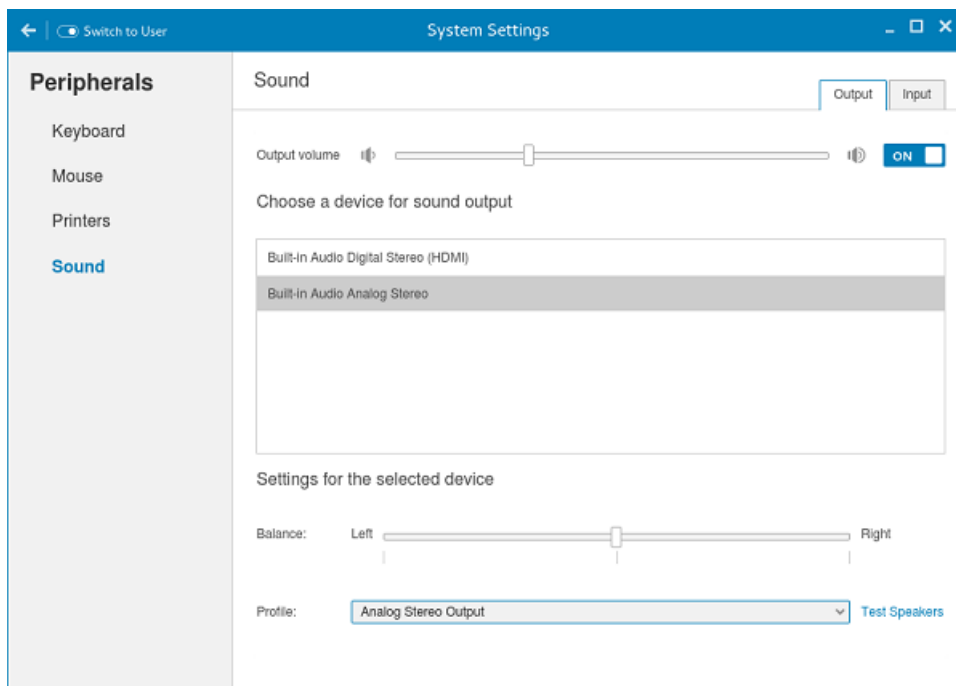 Switch to User
System Settings
Peripherals
Keyboard
Mouse
Printers
Sound
Sound
Output
Input
Output volume
ON
Choose a device for sound output
Built-in Audio Digital Stereo (HDMI)
Built-in Audio Analog Stereo
Settings for the selected device
Balance:
Left
Right
Profile:
Analog Stereo Output
Test Speakers